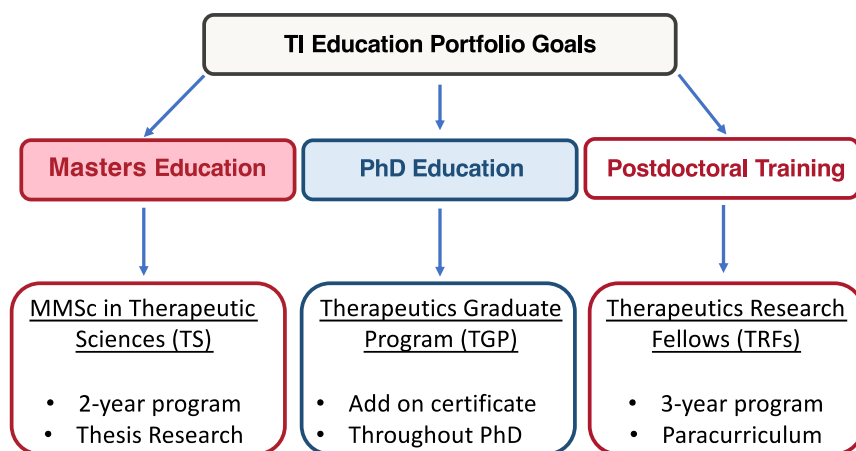 TI Education Portfolio Goals
Masters Education
PhD Education
Postdoctoral Training
MMSc in Therapeutic
Sciences (TS)
• 2-year program
• Thesis Research
Therapeutics Graduate
Program (TGP)
• Add on certificate
• Throughout PhD
Therapeutics Research
Fellows (TRFs)
• 3-year program
• Paracurriculum